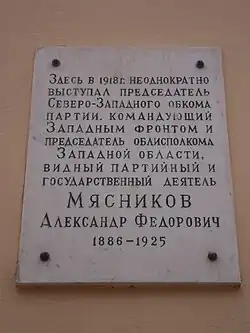 Здесь в 1918 г. неоднократно
выступал председатель
Северо-Западного обкома
партии, командующий
Западным фронтом и
председатель облисполкома
Западной области,
видный партийный и
государственный деятель
Мясников
Александр Федорович
1886-1925